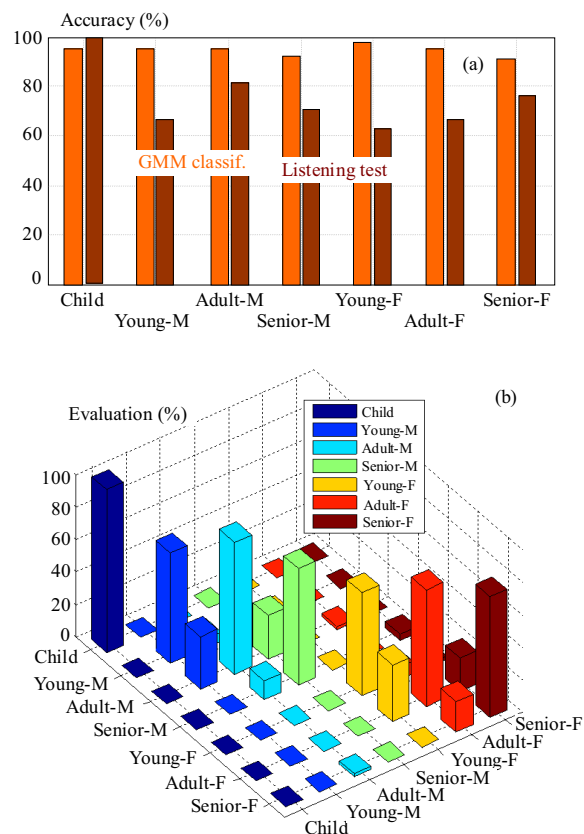 Accuracy (%)
100
(a)
80
60
GMM classif.
Listening test
40
20
0
Child
Adult-M
Young-F
Senior-F
Young-M
Senior-M
Adult-F
(b)
Evaluation (%)
Child
Young-M
Adult-M
Senior-M
Young-F
Adult-F
Senior-F
100
80
60
40
20
0
Child
Young-M
Adult-M
Senior-M
Young-F
Adult-F
Senior-F
Senior-F
Adult-F
Young-F
Senior-M
Adult-M
Young-M
Child